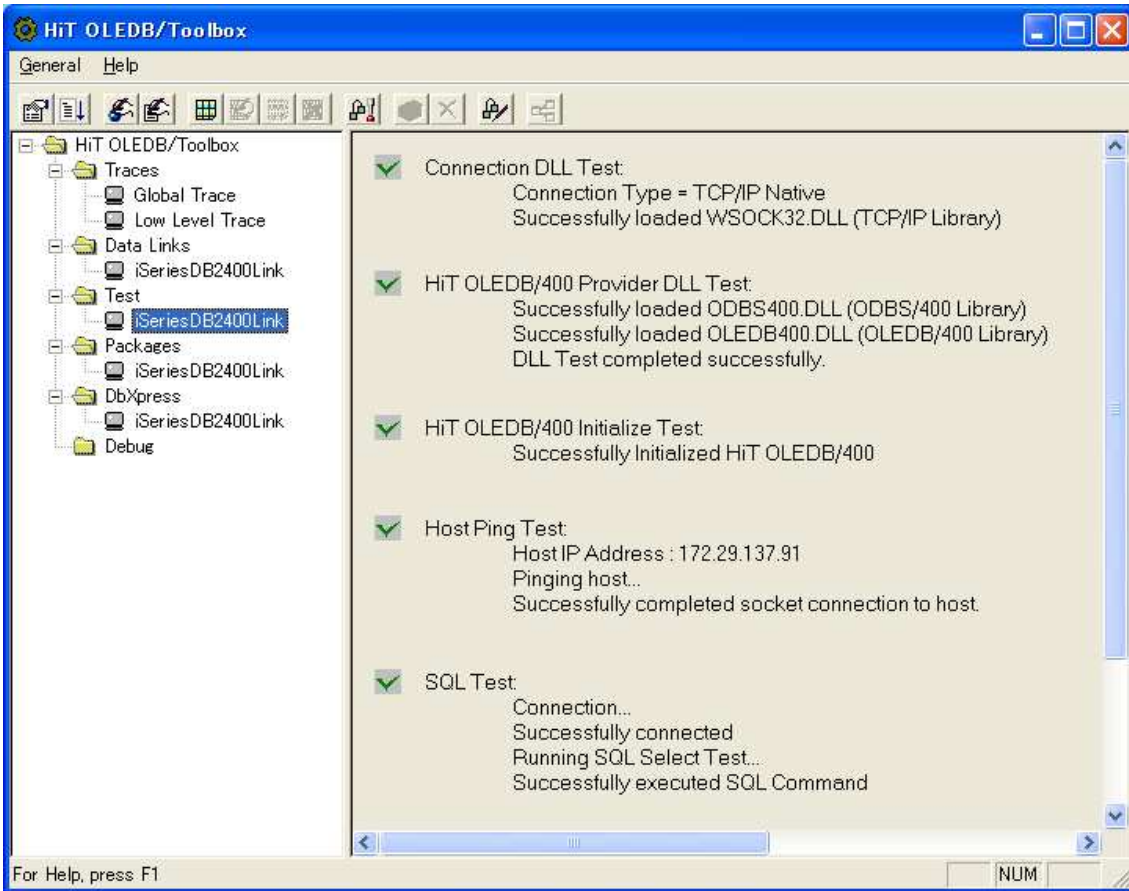 HiT OLEDB/Toolbox
General Help
HiT OLEDB/Toolbox
Traces
Global Trace
Low Level Trace
Data Links
iSeriesDB2400Link
Test
iSeriesDB2400Link
Packages
iSeriesDB2400Link
DbXpress
iSeriesDB2400Link
Debug
Connection DLL Test:
Connection Type = TCP/IP Native
Successfully loaded WSOCK32.DLL (TCP/IP Library)
HiT OLEDB/400 Provider DLL Test:
Successfully loaded ODBS400.DLL (ODBS/400 Library)
Successfully loaded OLEDB400.DLL (OLEDB/400 Library)
DLL Test completed successfully.
HiT OLEDB/400 Initialize Test:
Successfully Initialized HiT OLEDB/400
Host Ping Test:
Host IP Address : 172.29.137.91
Pinging host...
Successfully completed socket connection to host.
SQL Test:
Connection...
Successfully connected
Running SQL Select Test...
Successfully executed SQL Command
For Help, press F1
NUM